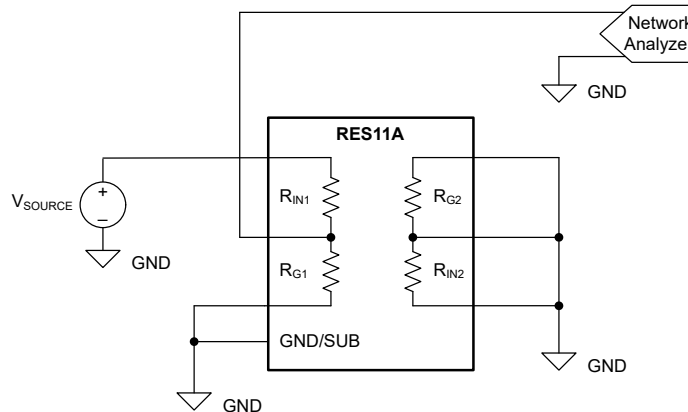 Network
Analyze
GND
RES11A
VSOURCE
RIN1
RG2
GND
RG1
RIN2
GND/SUB
GND
GND